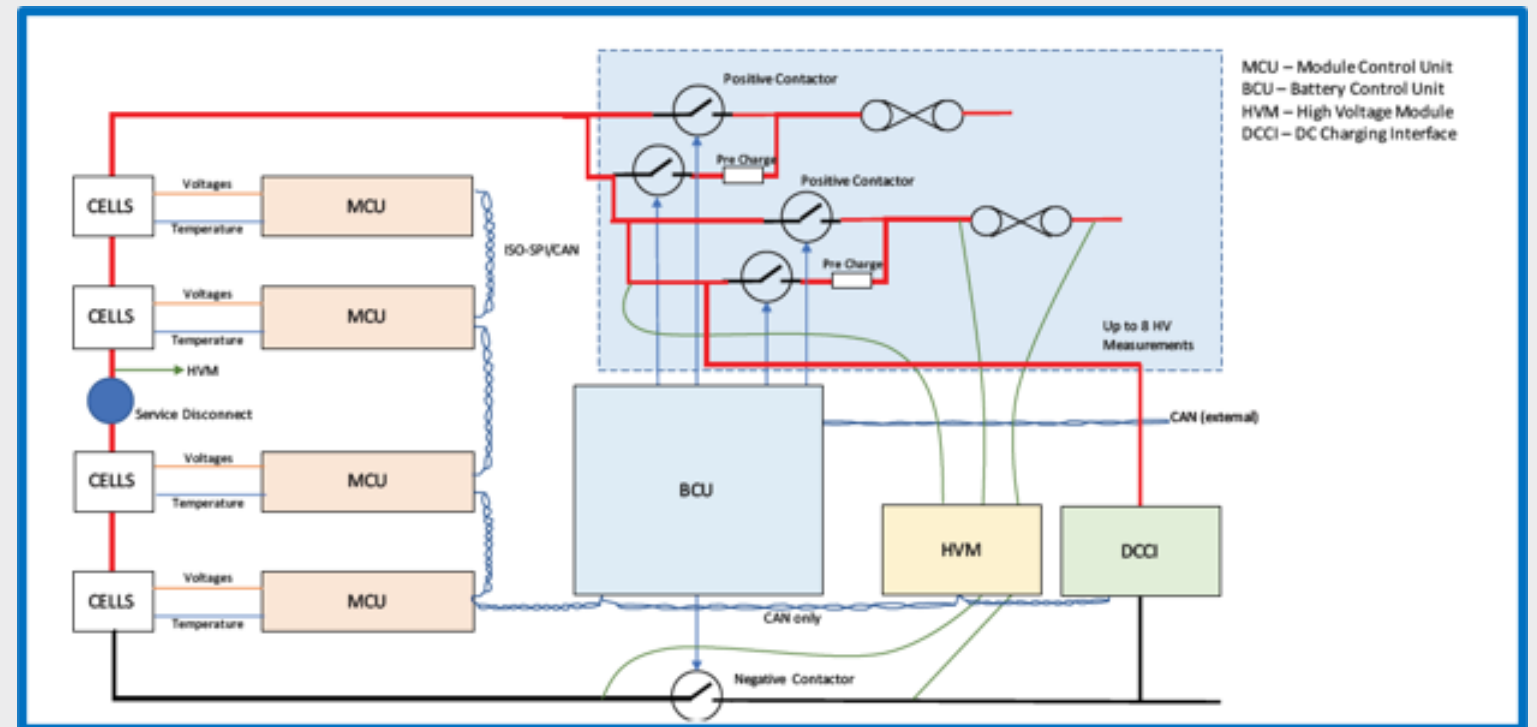 MCU – Module Control Unit
BCU – Battery Control Unit
HVM – High Voltage Module
DCCI – DC Charging Interface
Positive Contactor
Pre Charge
Positive Contactor
Pre Charge
Up to 8 HV
Measurements
CELLS
Voltages
Temperature
MCU
ISO-SPI/CAN
CELLS
Voltages
Temperature
MCU
HVM
Service Disconnect
CELLS
Voltages
Temperature
MCU
CELLS
Voltages
Temperature
MCU
BCU
CAN (external)
HVM
DCCI
CAN only
Negative Contactor